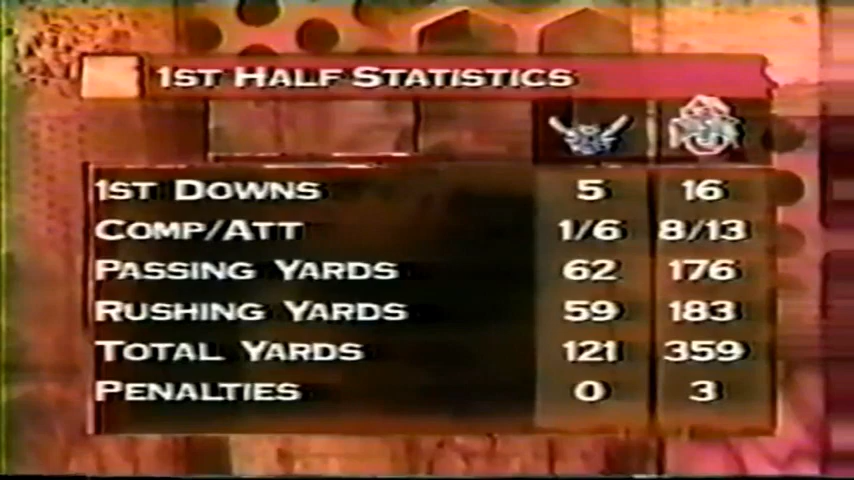 1ST HALF STATISTICS
1ST DOWNS 5 16
COMP/ATT 1/6 8/13
PASSING YARDS 62 176
RUSHING YARDS 59 183
TOTAL YARDS 121 359
PENALTIES 0 3